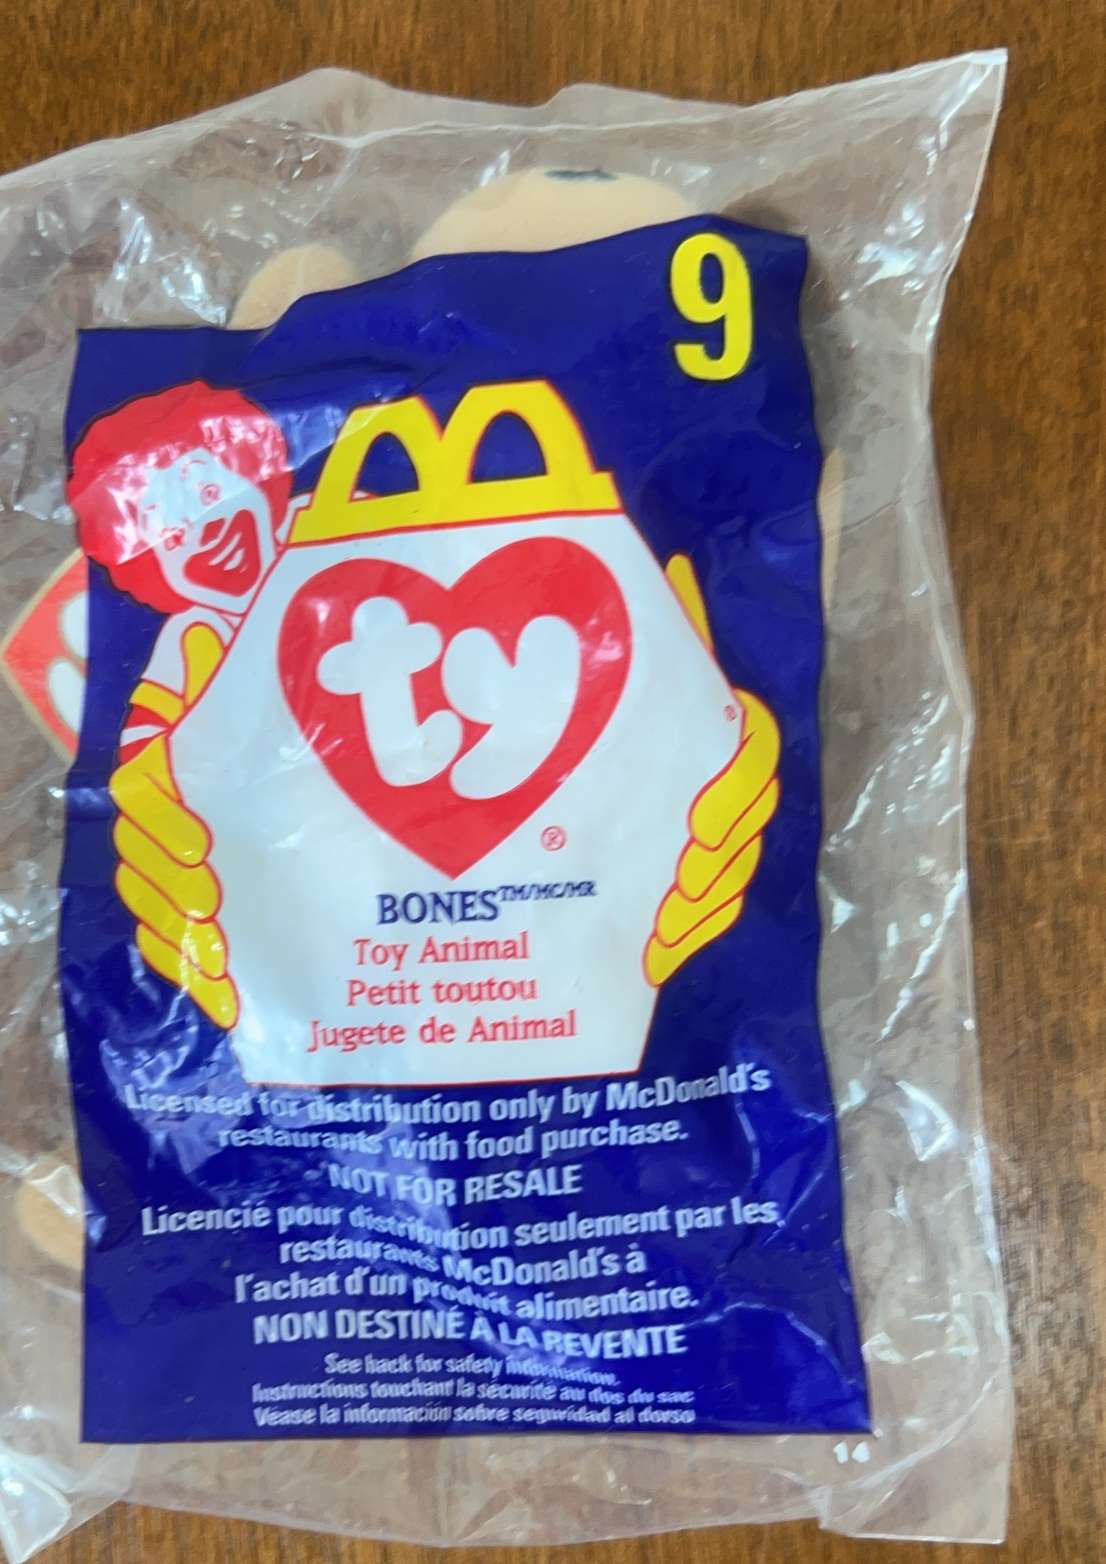 9
ty
®
BONES™/MC/MR
Toy Animal
Petit toutou
Jugete de Animal
Licensed for distribution only by McDonald's
restaurants with food purchase.
NOT FOR RESALE
Licencié pour distribution seulement par les
restaurants McDonald's à
l'achat d'un produit alimentaire.
NON DESTINÉ À LA REVENTE
See back for safety information.
Instructions touchant la sécurité au dos du sac
Véase la información sobre seguridad al dorso
14